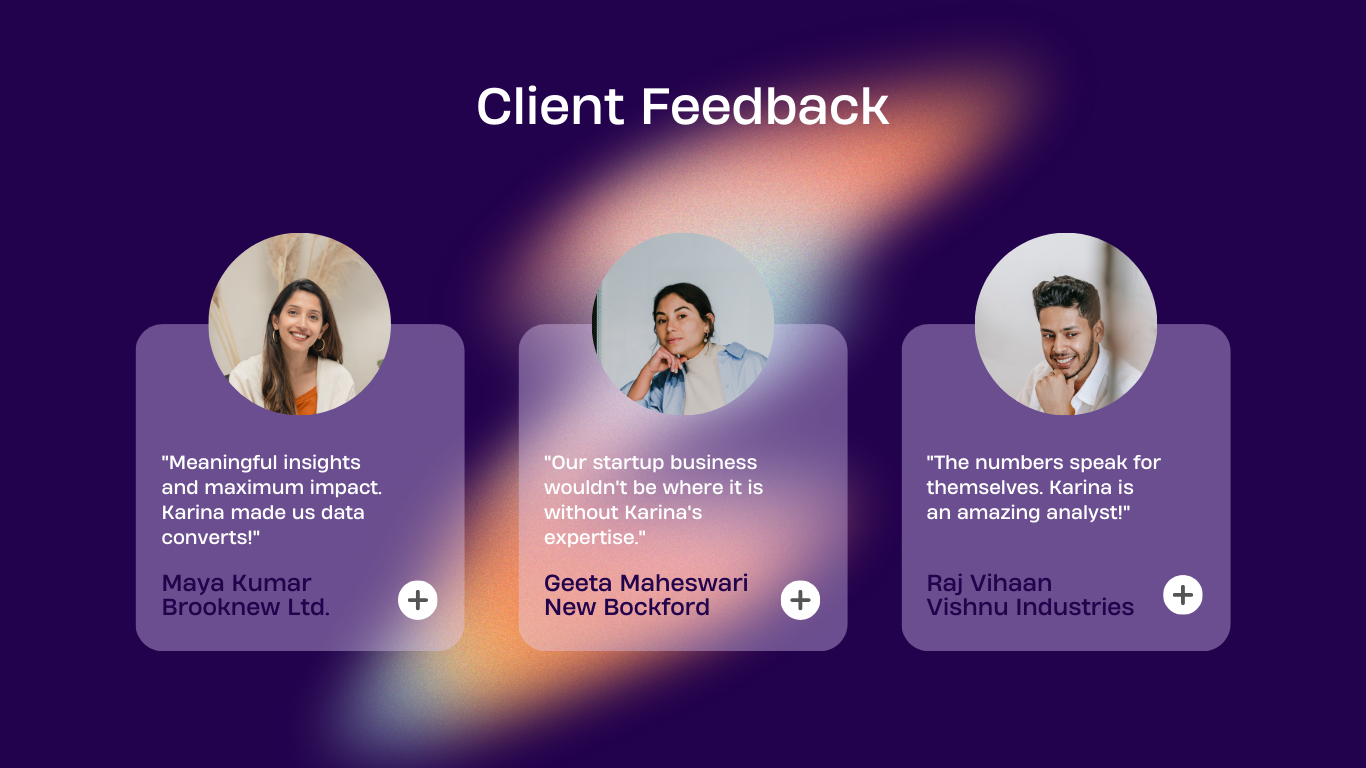 Client Feedback
"Meaningful insights
and maximum impact.
Karina made us data
converts!"
Maya Kumar
Brooknew Ltd.
"Our startup business
wouldn't be where it is
without Karina's
expertise."
Geeta Maheswari
New Bockford
"The numbers speak for
themselves. Karina is
an amazing analyst!"
Raj Vihaan
Vishnu Industries